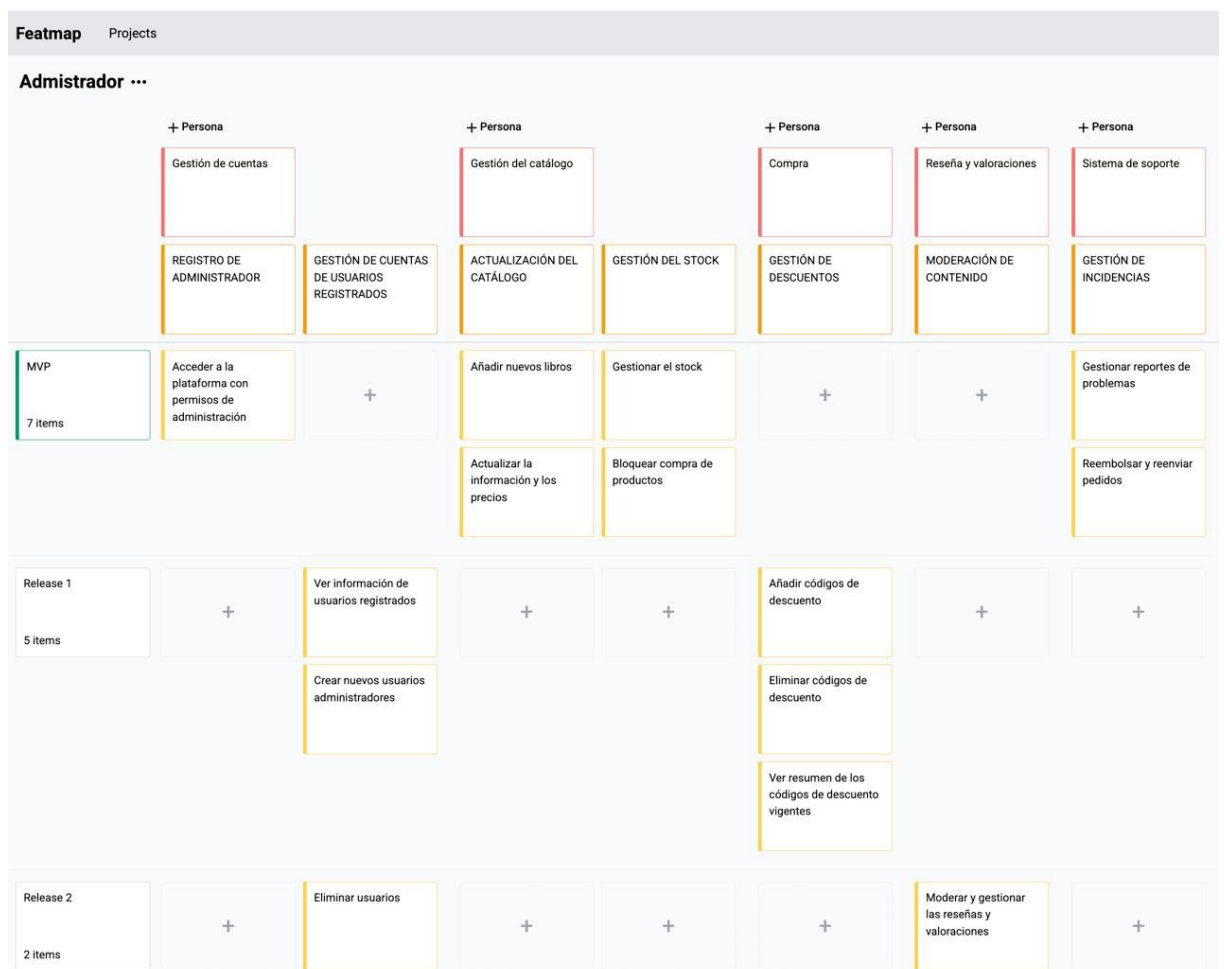 Featmap Projects
Admistrador ···
+ Persona + Persona + Persona + Persona + Persona
Gestión de cuentas
Gestión del catálogo
Compra
Reseña y valoraciones
Sistema de soporte
REGISTRO DE
ADMINISTRADOR
GESTIÓN DE CUENTAS
DE USUARIOS
REGISTRADOS
ACTUALIZACIÓN DEL
CATÁLOGO
GESTIÓN DEL STOCK
GESTIÓN DE
DESCUENTOS
MODERACIÓN DE
CONTENIDO
GESTIÓN DE
INCIDENCIAS
MVP
7 items
Acceder a la
plataforma con
permisos de
administración
+
Añadir nuevos libros
Gestionar el stock
+
+
Gestionar reportes de
problemas
Actualizar la
información y los
precios
Bloquear compra de
productos
Reembolsar y reenviar
pedidos
Release 1
5 items
+
Ver información de
usuarios registrados
+
+
Añadir códigos de
descuento
+
+
Crear nuevos usuarios
administradores
Eliminar códigos de
descuento
Ver resumen de los
códigos de descuento
vigentes
Release 2
2 items
+
Eliminar usuarios
+
+
+
Moderar y gestionar
las reseñas y
valoraciones
+